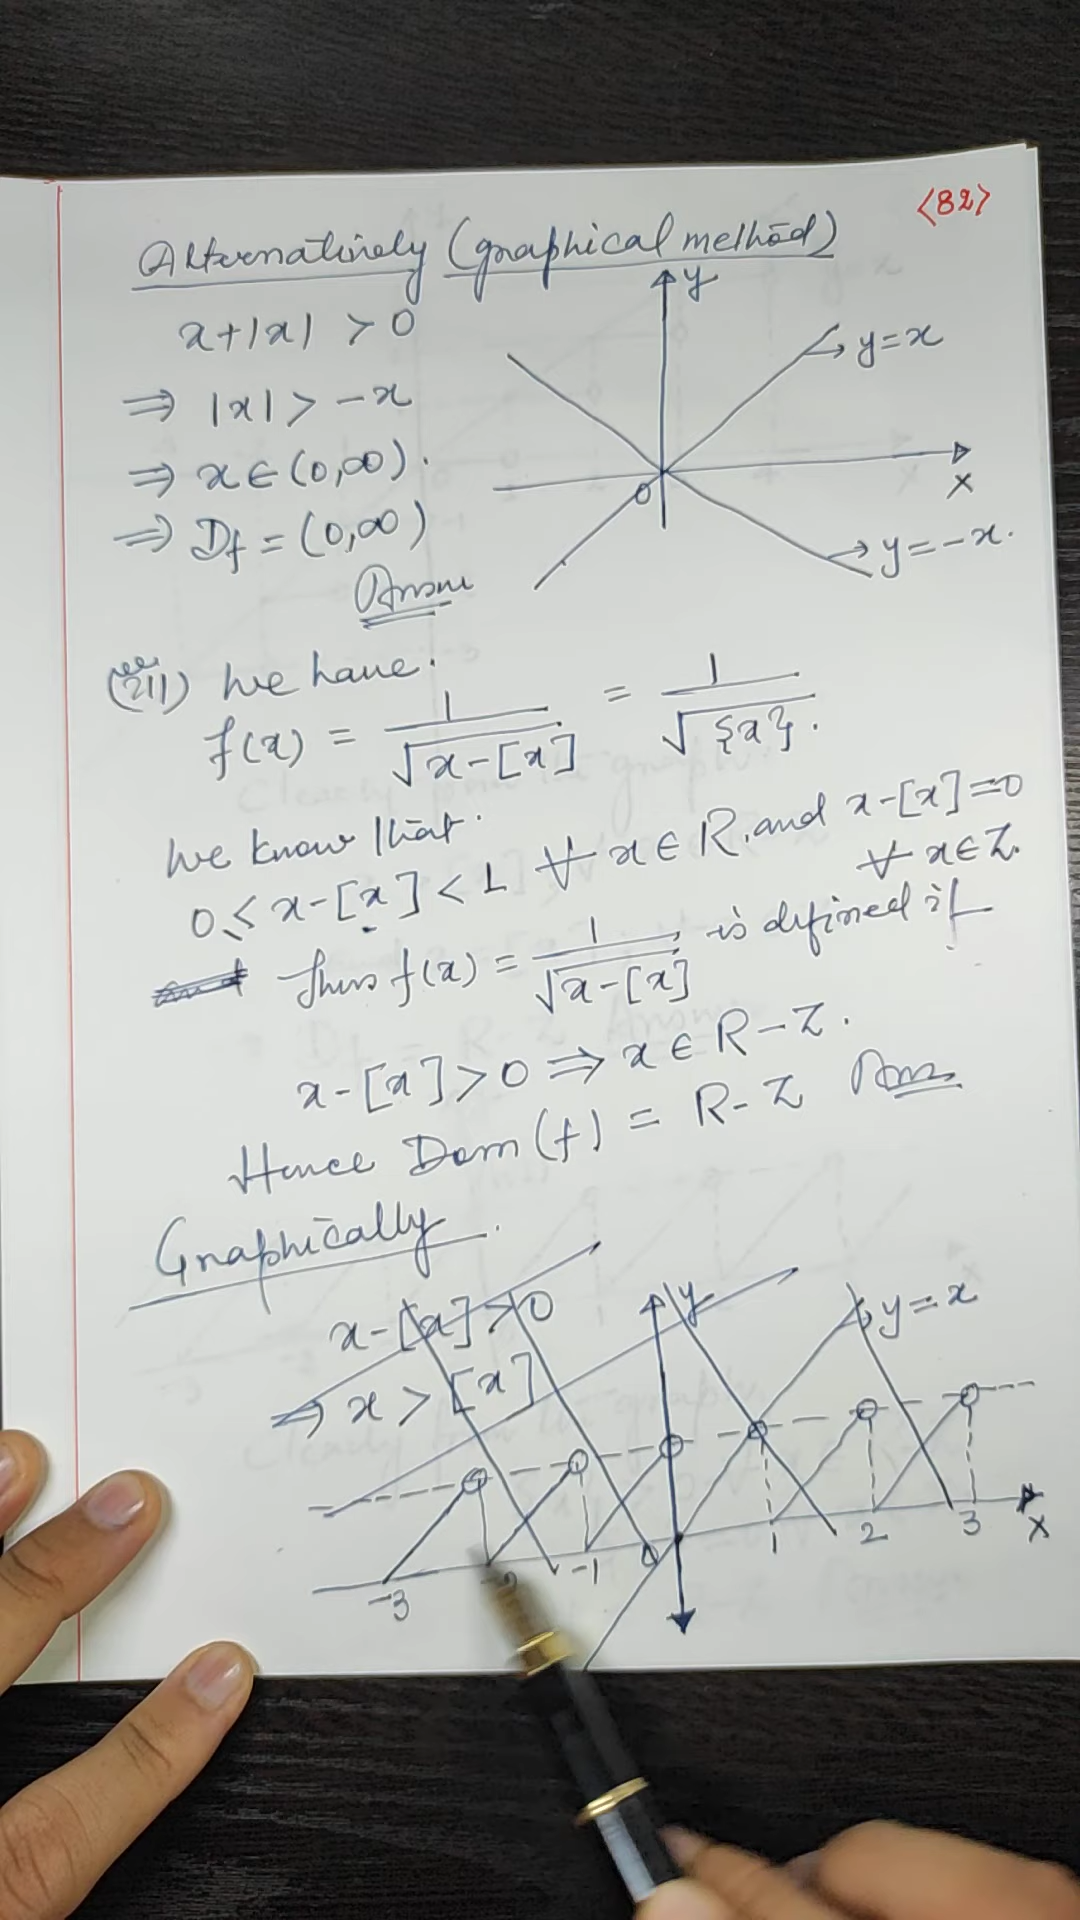 <82>
Alternatively (graphical method)
x+|x| > 0
⇒ |x| > -x
⇒ x∈(0,∞).
⇒ Df = (0,∞)
Answer
y
y=x
x
0
y=-x.
(iii) We have.
f(x) = 1/√(x-[x]) = 1/√{x}.
We know that.
0 ≤ x-[x] < 1 ∀ x∈R, and x-[x]=0
∀ x∈Z.
Thus f(x) = 1/√(x-[x]), is defined if
x-[x] > 0 ⇒ x ∈ R-Z.
Hence Dom(f) = R-Z Ans
Graphically.
x-[x] > 0
⇒ x > [x]
y
y=x
-3 -2 -1 0 1 2 3 x